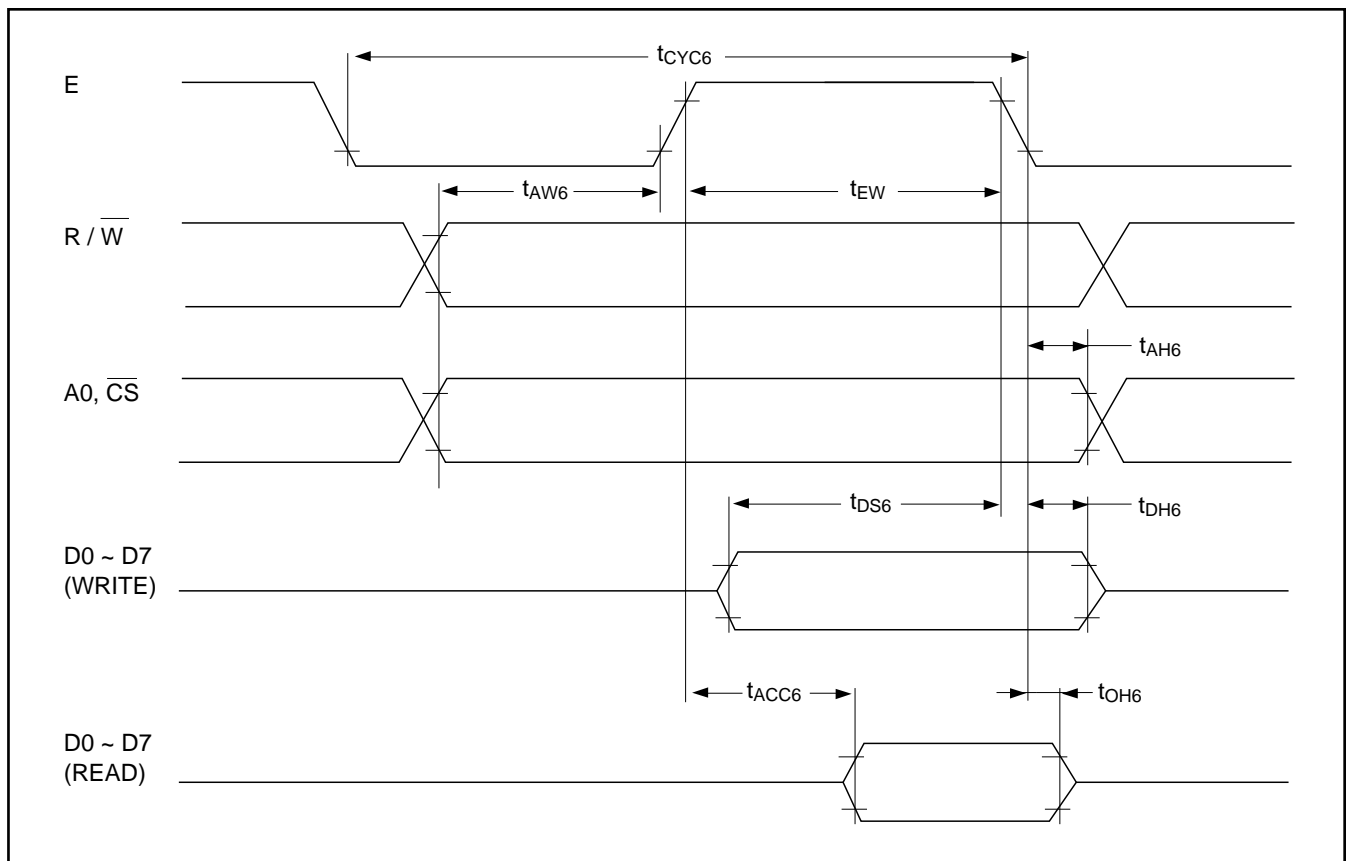 tCYC6
E
tAW6
tEW
R / W
tAH6
A0, CS
tDS6
tDH6
D0 ~ D7
(WRITE)
tACC6
tOH6
D0 ~ D7
(READ)